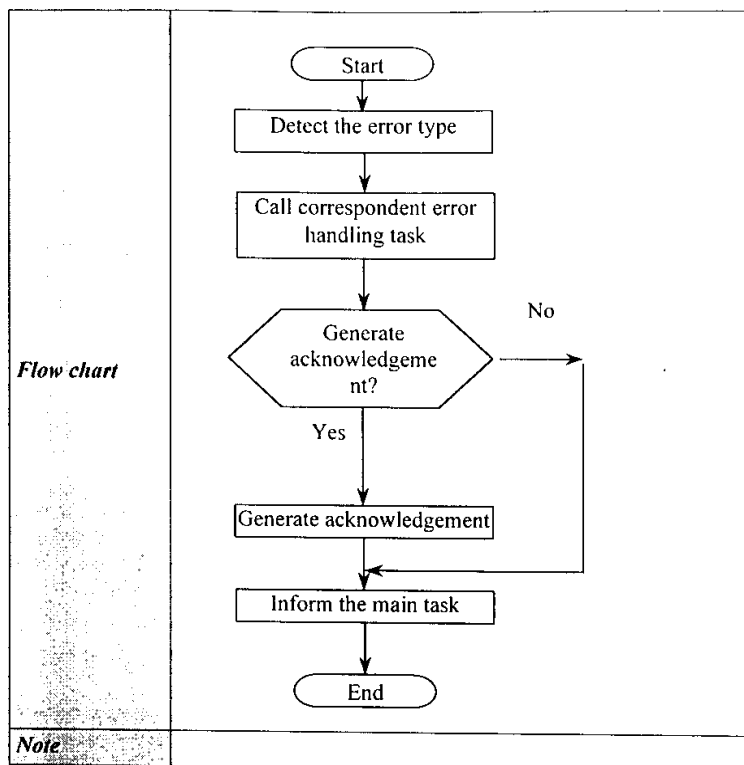 Start
Detect the error type
Call correspondent error
handling task
Generate
acknowledgeme
nt?
No
Yes
Flow chart
Generate acknowledgement
Inform the main task
End
Note